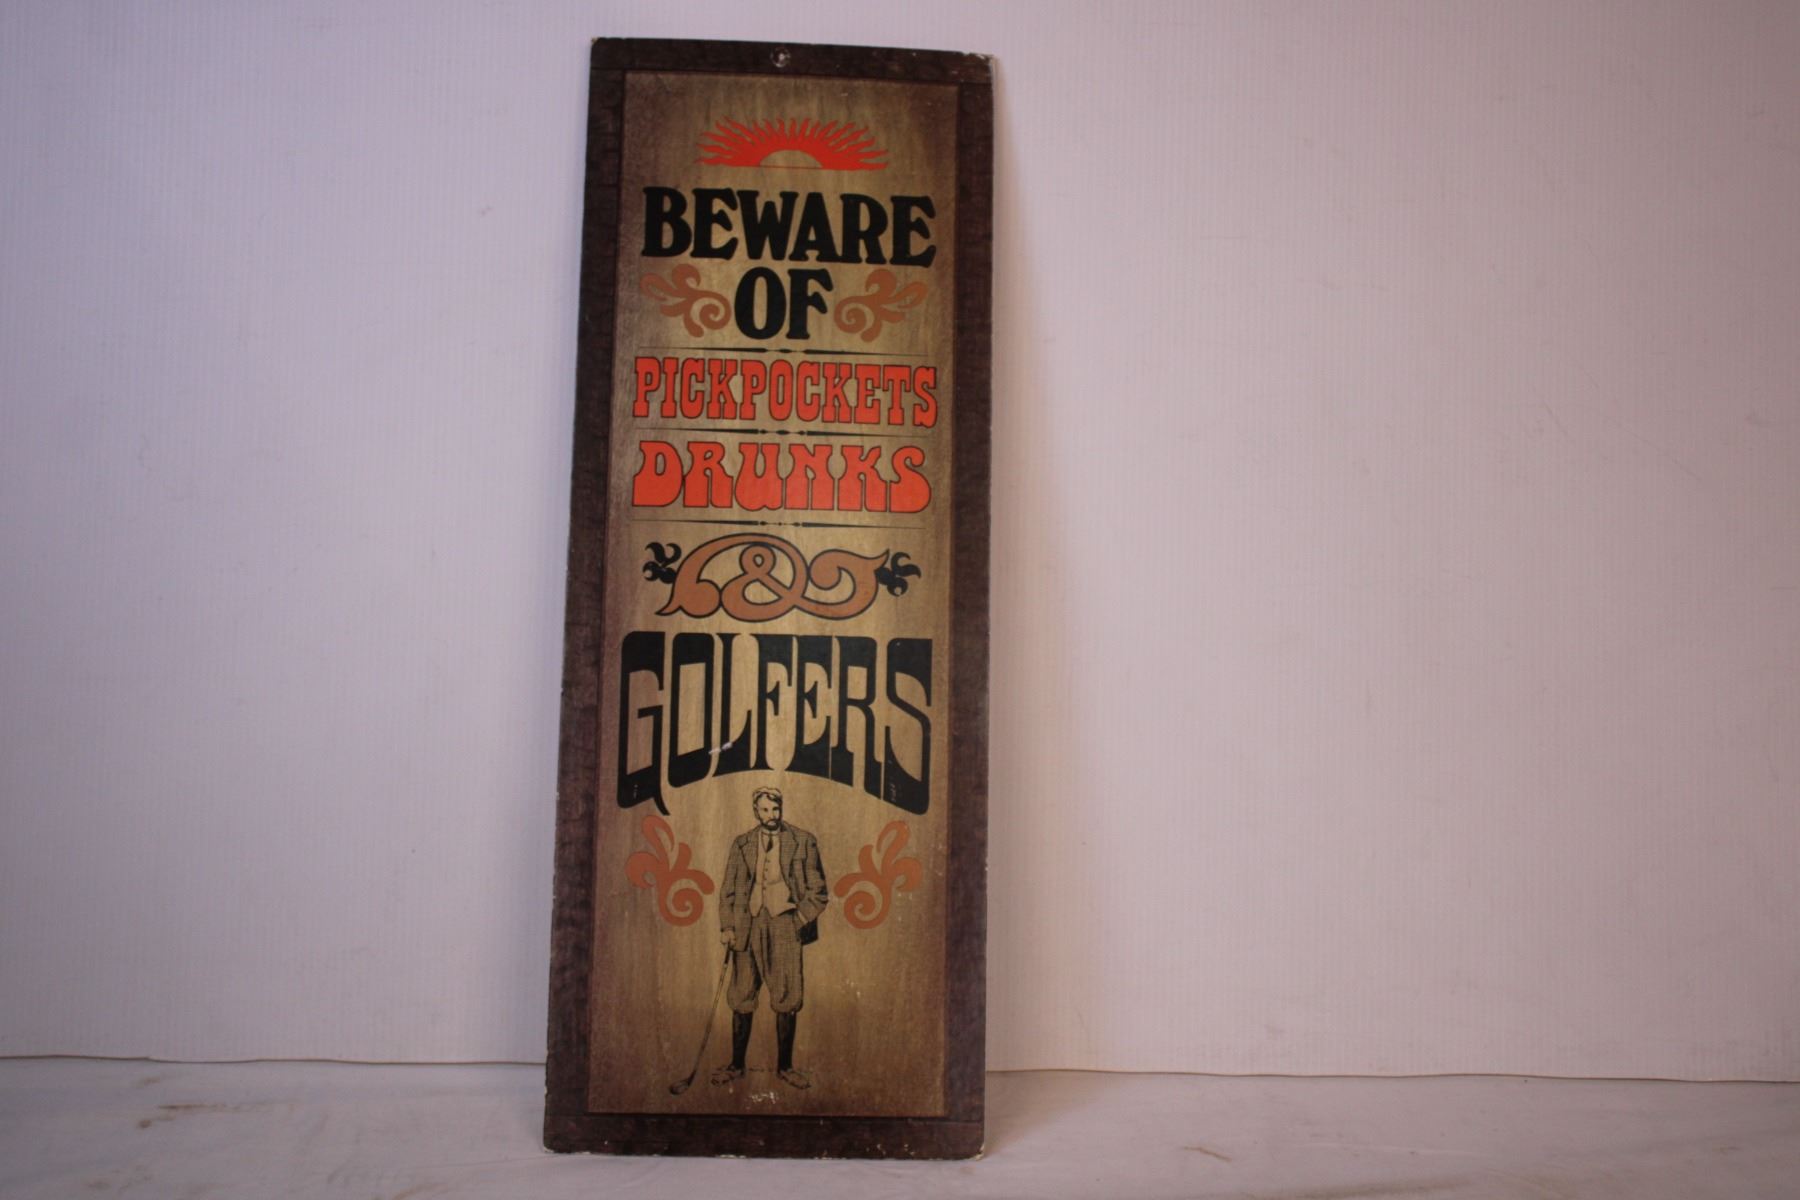 BEWARE
OF
PICKPOCKETS
DRUNKS
&
GOLFERS